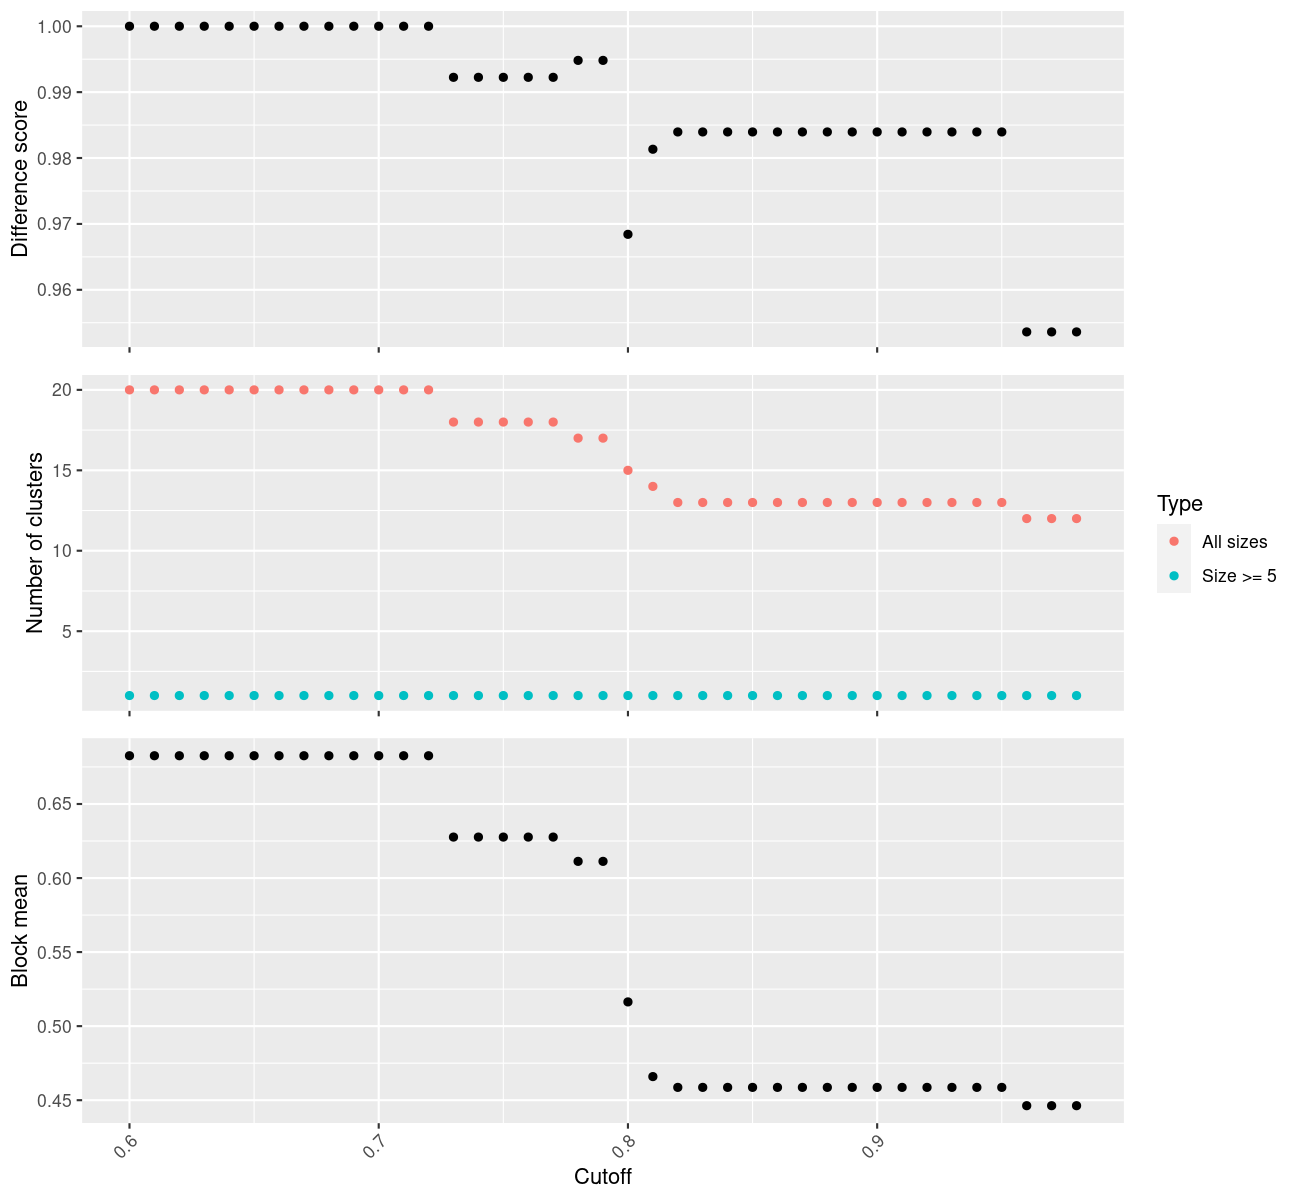 Difference score
1.00
0.99
0.98
0.97
0.96
Number of clusters
20
15
10
5
Type
All sizes
Size >= 5
Block mean
0.65
0.60
0.55
0.50
0.45
0.6
0.7
0.8
0.9
Cutoff